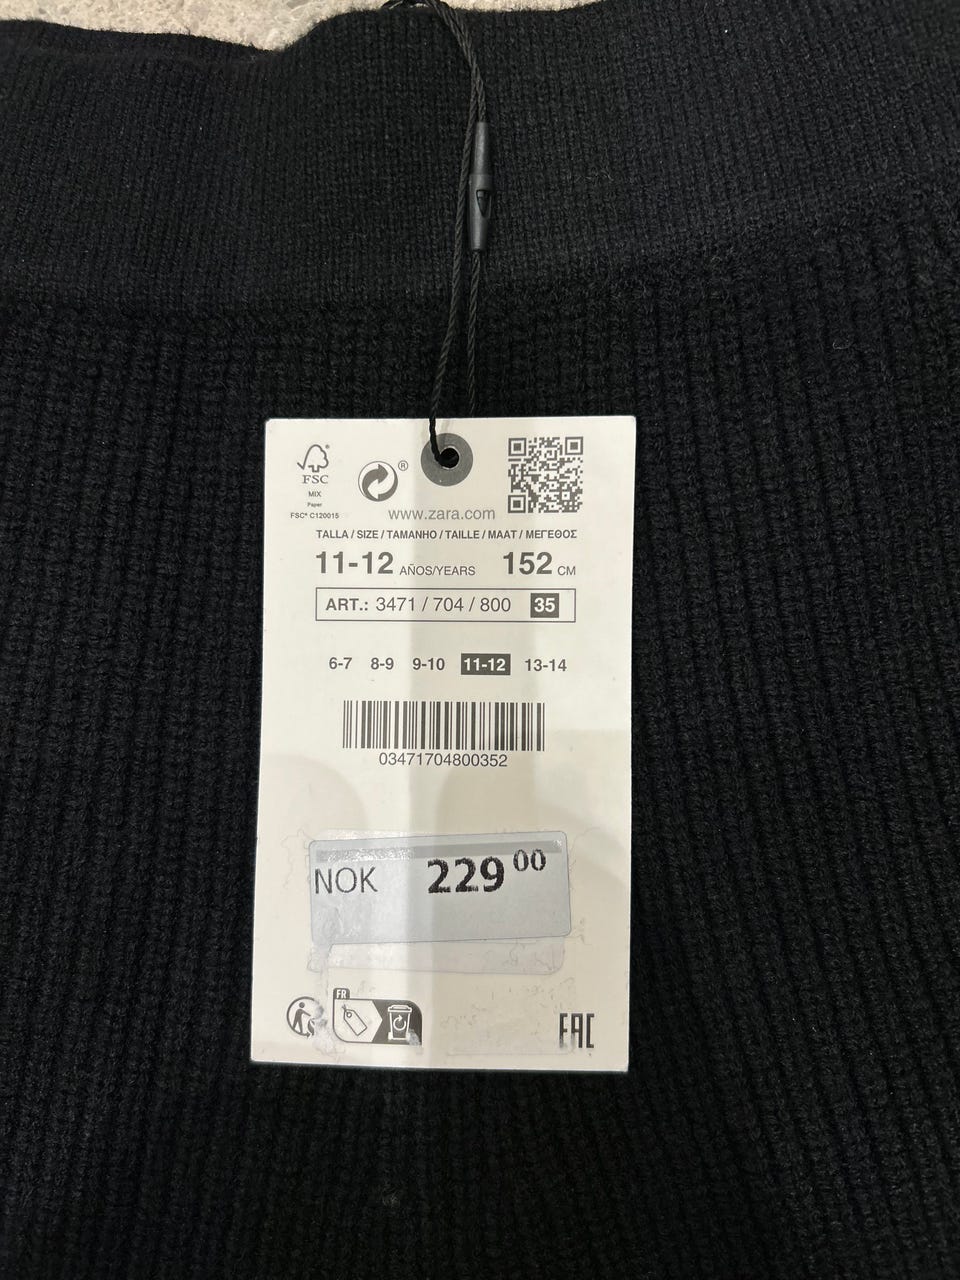 FSC
MIX
Paper
FSC® C120015
®
www.zara.com
TALLA / SIZE / TAMANHO / TAILLE / MAAT / ΜΕΓΕΘΟΣ
11-12 AÑOS/YEARS 152 CM
ART.: 3471 / 704 / 800 35
6-7 8-9 9-10 11-12 13-14
03471704800352
NOK 229 00
FR
EAC